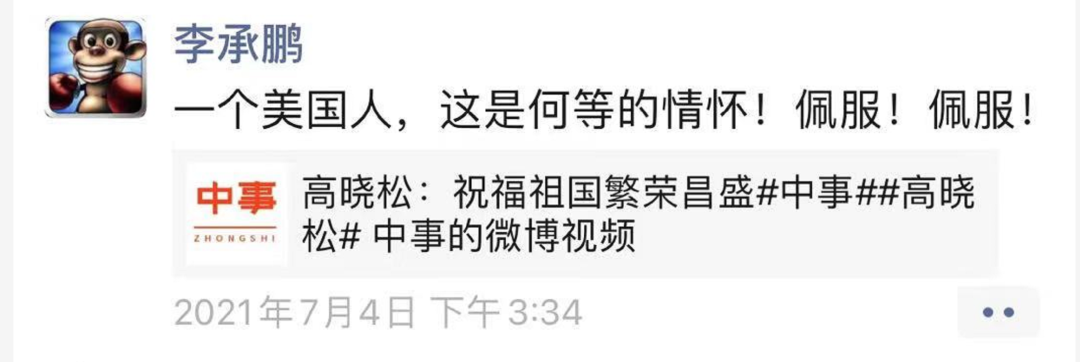 李承鹏
一个美国人，这是何等的情怀！佩服！佩服！
中事
ZHONGSHI
高晓松：祝福祖国繁荣昌盛#中事##高晓
松# 中事的微博视频
2021年7月4日 下午3:34